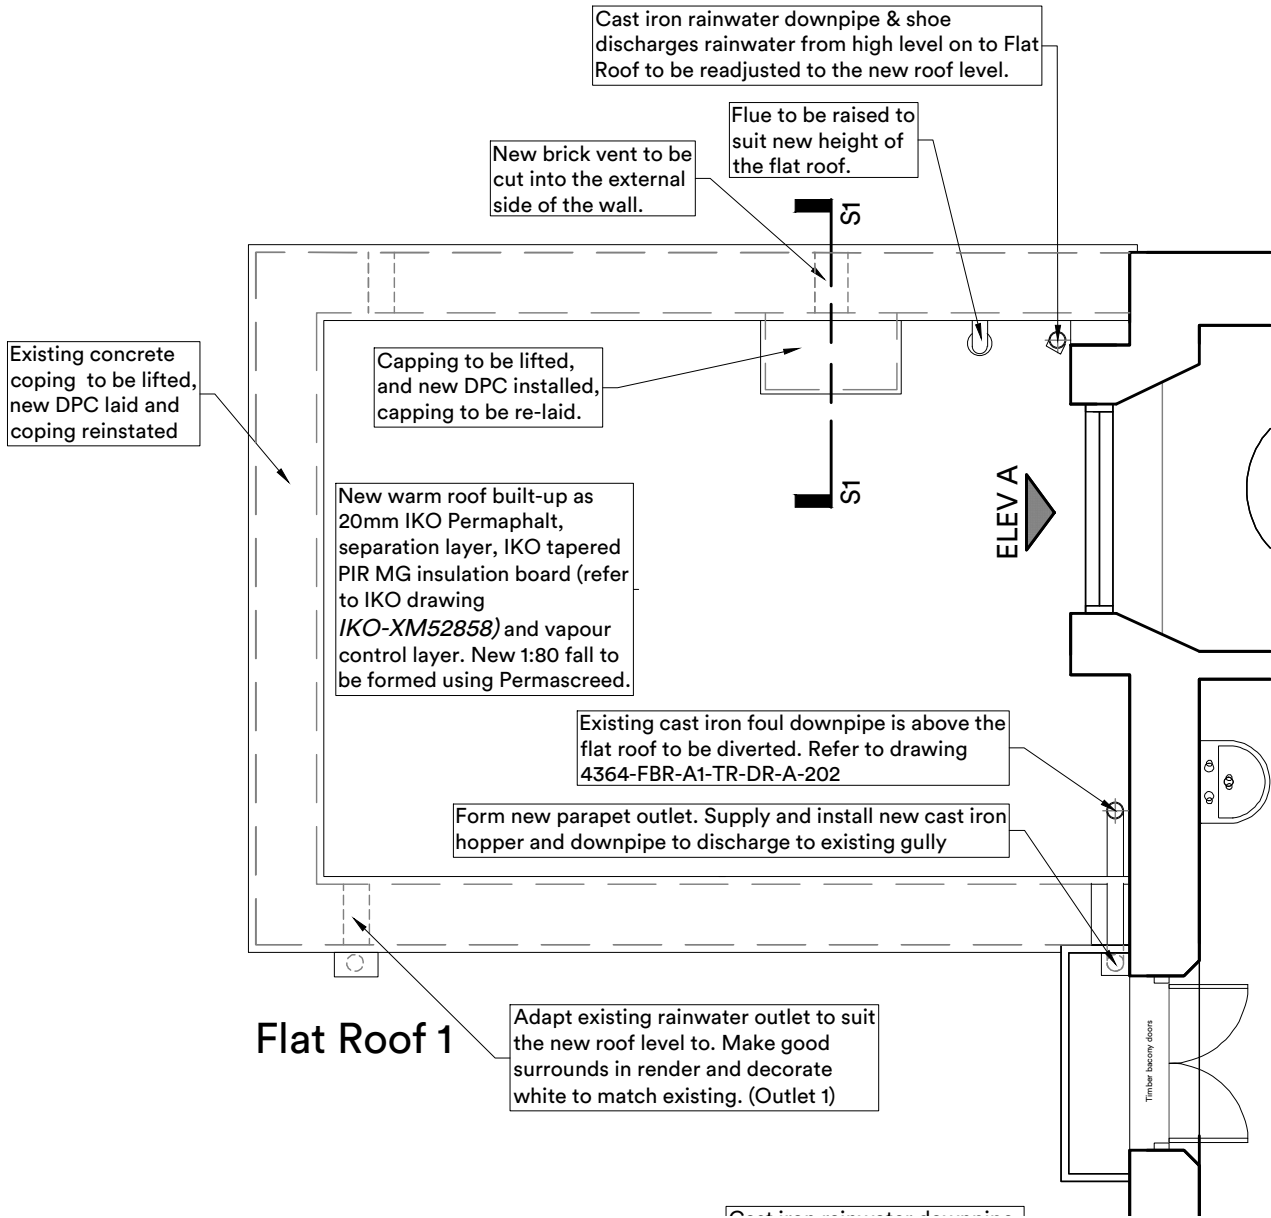 Cast iron rainwater downpipe & shoe
discharges rainwater from high level on to Flat
Roof to be readjusted to the new roof level.
Flue to be raised to
suit new height of
the flat roof.
New brick vent to be
cut into the external
side of the wall.
S1
Existing concrete
coping to be lifted,
new DPC laid and
coping reinstated
Capping to be lifted,
and new DPC installed,
capping to be re-laid.
S1
ELEV A
New warm roof built-up as
20mm IKO Permaphalt,
separation layer, IKO tapered
PIR MG insulation board (refer
to IKO drawing
IKO-XM52858) and vapour
control layer. New 1:80 fall to
be formed using Permascreed.
Existing cast iron foul downpipe is above the
flat roof to be diverted. Refer to drawing
4364-FBR-A1-TR-DR-A-202
Form new parapet outlet. Supply and install new cast iron
hopper and downpipe to discharge to existing gully
Flat Roof 1
Adapt existing rainwater outlet to suit
the new roof level to. Make good
surrounds in render and decorate
white to match existing. (Outlet 1)
Timber bacony doors
Cast iron rainwater downpipe